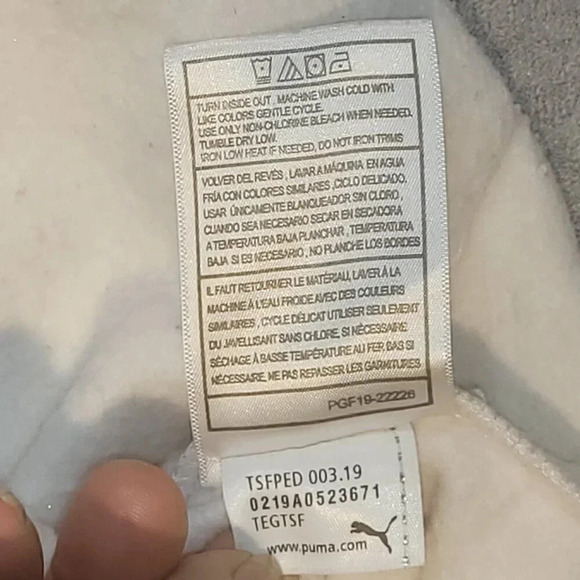 TURN INSIDE OUT . MACHINE WASH COLD WITH
LIKE COLORS GENTLE CYCLE.
USE ONLY NON-CHLORINE BLEACH WHEN NEEDED.
TUMBLE DRY LOW.
IRON LOW HEAT IF NEEDED, DO NOT IRON TRIMS
VOLVER DEL REVÉS , LAVAR A MÁQUINA EN AGUA
FRÍA CON COLORES SIMILARES ,CICLO DELICADO.
USAR ÚNICAMENTE BLANQUEADOR SIN CLORO ,
CUANDO SEA NECESARIO SECAR EN SECADORA
A TEMPERATURA BAJA PLANCHAR , TEMPERATURA
BAJA SI ES NECESARIO , NO PLANCHE LOS BORDES
IL FAUT RETOURNER LE MATÉRIAU, LAVER À LA
MACHINE À L'EAU FROIDE AVEC DES COULEURS
SIMILAIRES , CYCLE DÉLICAT UTILISER SEULEMENT
DU JAVELLISANT SANS CHLORE, SI NÉCESSAIRE
SÉCHAGE À BASSE TEMPÉRATURE AU FER BAS SI
NÉCESSAIRE, NE PAS REPASSER LES GARNITURES
PGF19-22226
TSFPED 003.19
0219A0523671
TEGTSF
www.puma.com